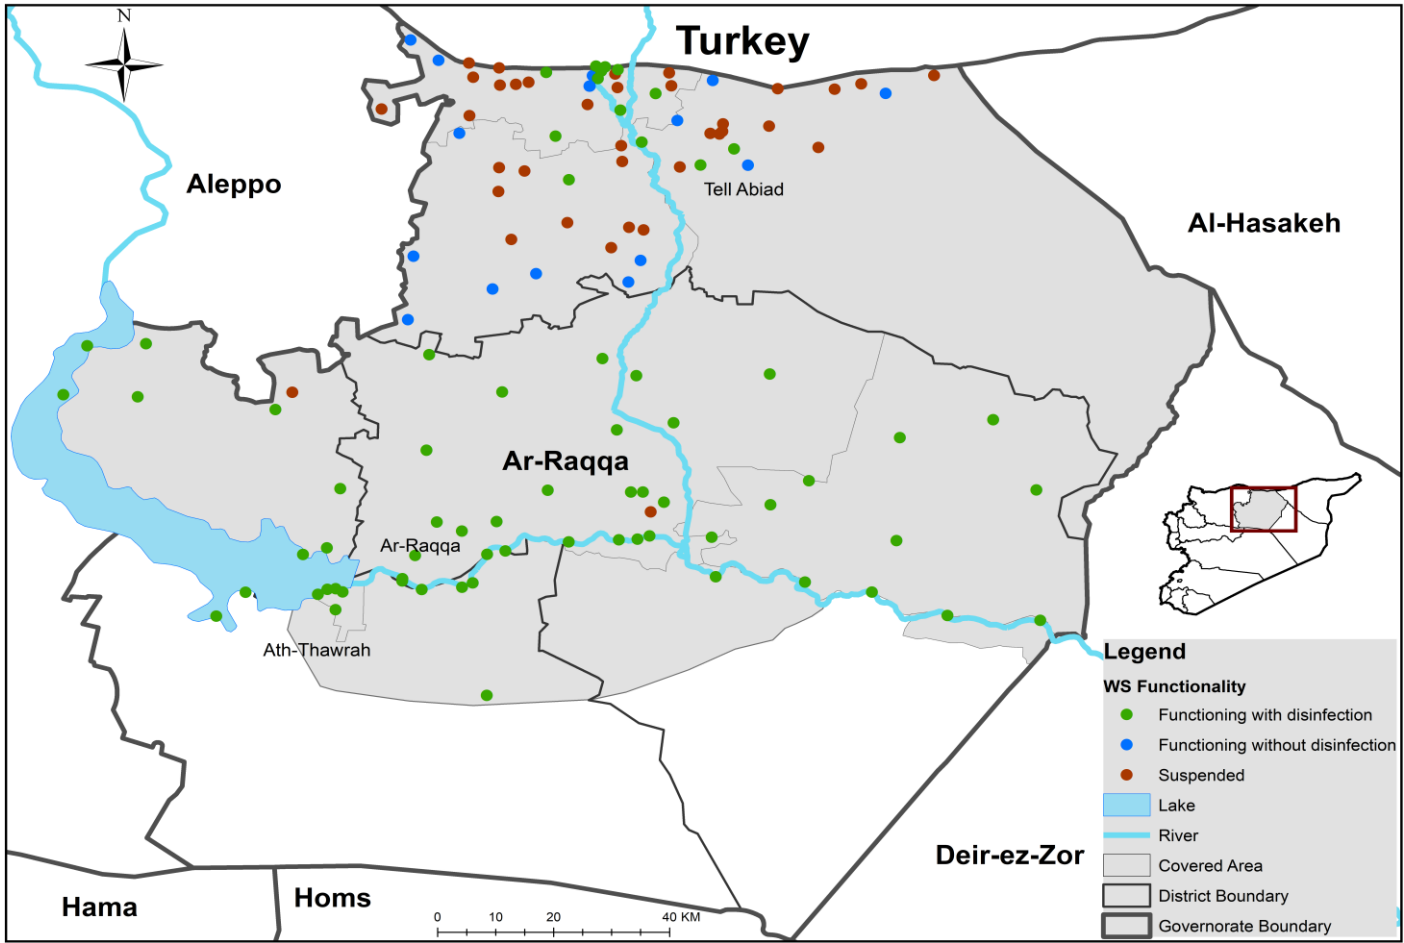 N
Turkey
Aleppo
Tell Abiad
Al-Hasakeh
Ar-Raqqa
Ar-Raqqa
Ath-Thawrah
Legend
WS Functionality
Functioning with disinfection
Functioning without disinfection
Suspended
Lake
River
Covered Area
District Boundary
Governorate Boundary
Deir-ez-Zor
Homs
Hama
0 10 20 40 KM